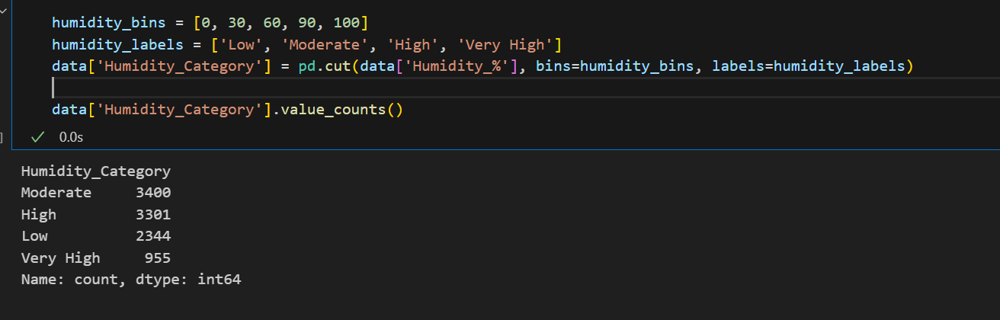 humidity_bins = [0, 30, 60, 90, 100]
humidity_labels = ['Low', 'Moderate', 'High', 'Very High']
data['Humidity_Category'] = pd.cut(data['Humidity_%'], bins=humidity_bins, labels=humidity_labels)
data['Humidity_Category'].value_counts()
] 0.0s
Humidity_Category
Moderate 3400
High 3301
Low 2344
Very High 955
Name: count, dtype: int64